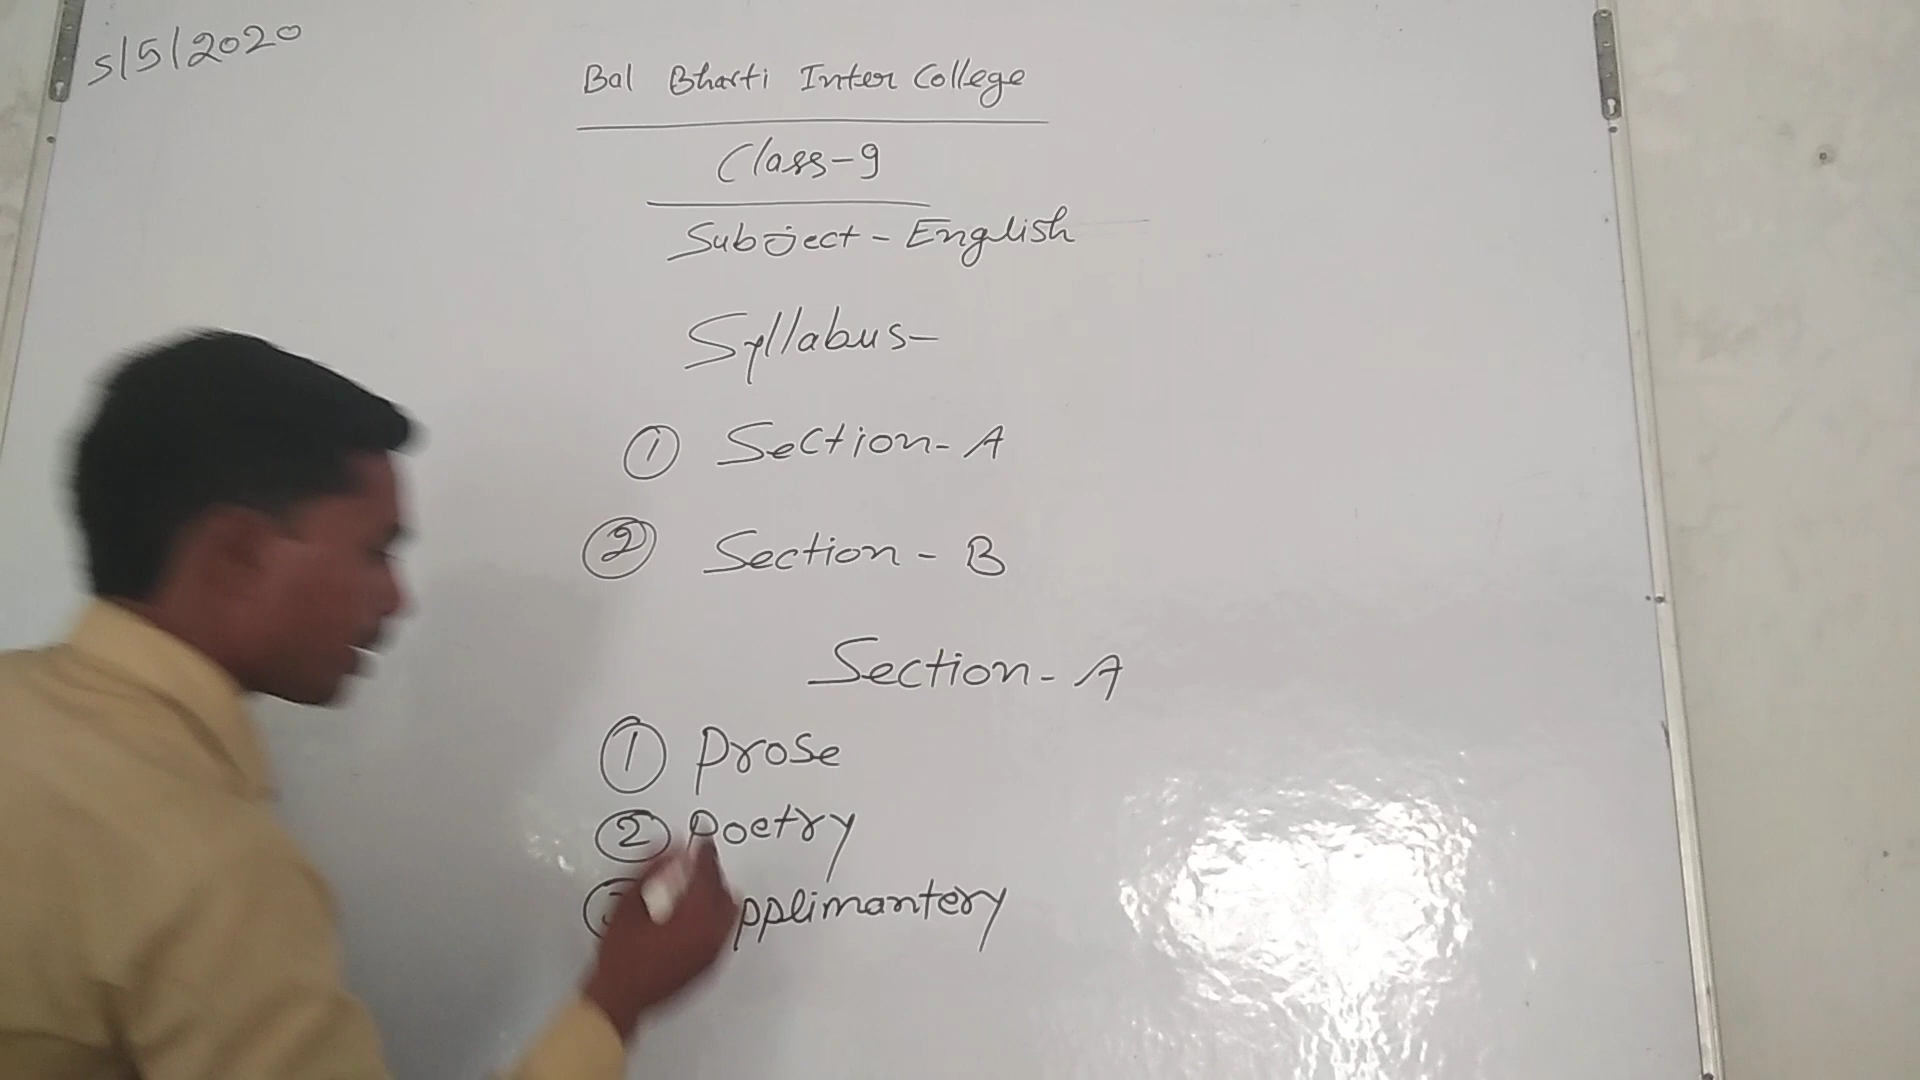 5/5/2020
Bal Bharti Inter College
Class-9
Subject - English
Syllabus-
① Section-A
② Section - B
Section-A
① Prose
② Poetry
pplimantery